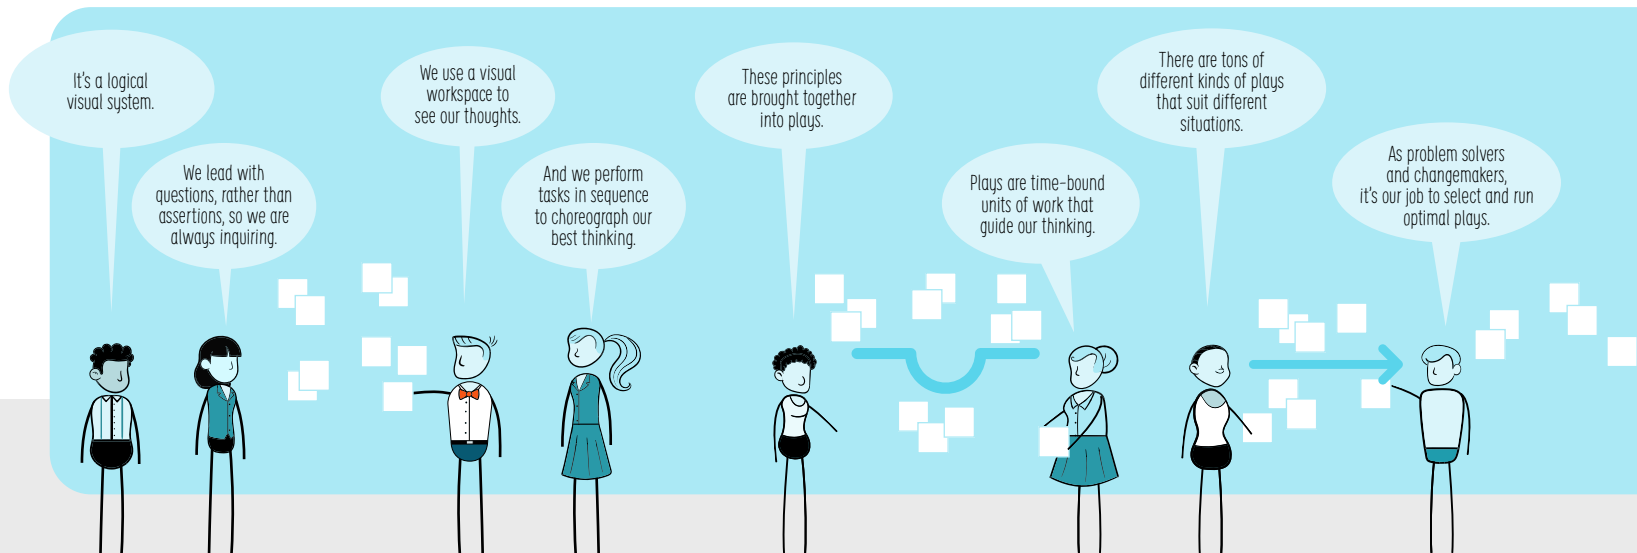 It's a logical
visual system.
We lead with
questions, rather than
assertions, so we are
always inquiring.
We use a visual
workspace to
see our thoughts.
And we perform
tasks in sequence
to choreograph our
best thinking.
These principles
are brought together
into plays.
Plays are time-bound
units of work that
guide our thinking.
There are tons of
different kinds of plays
that suit different
situations.
As problem solvers
and changemakers,
it's our job to select and run
optimal plays.